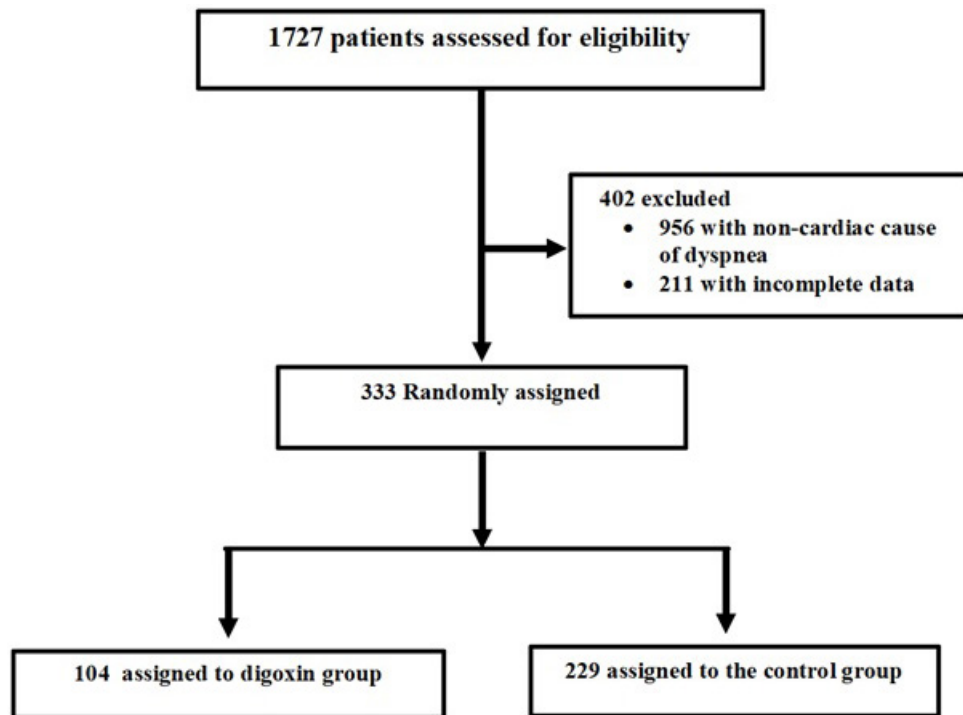 1727 patients assessed for eligibility
402 excluded
• 956 with non-cardiac cause
of dyspnea
• 211 with incomplete data
333 Randomly assigned
104 assigned to digoxin group
229 assigned to the control group